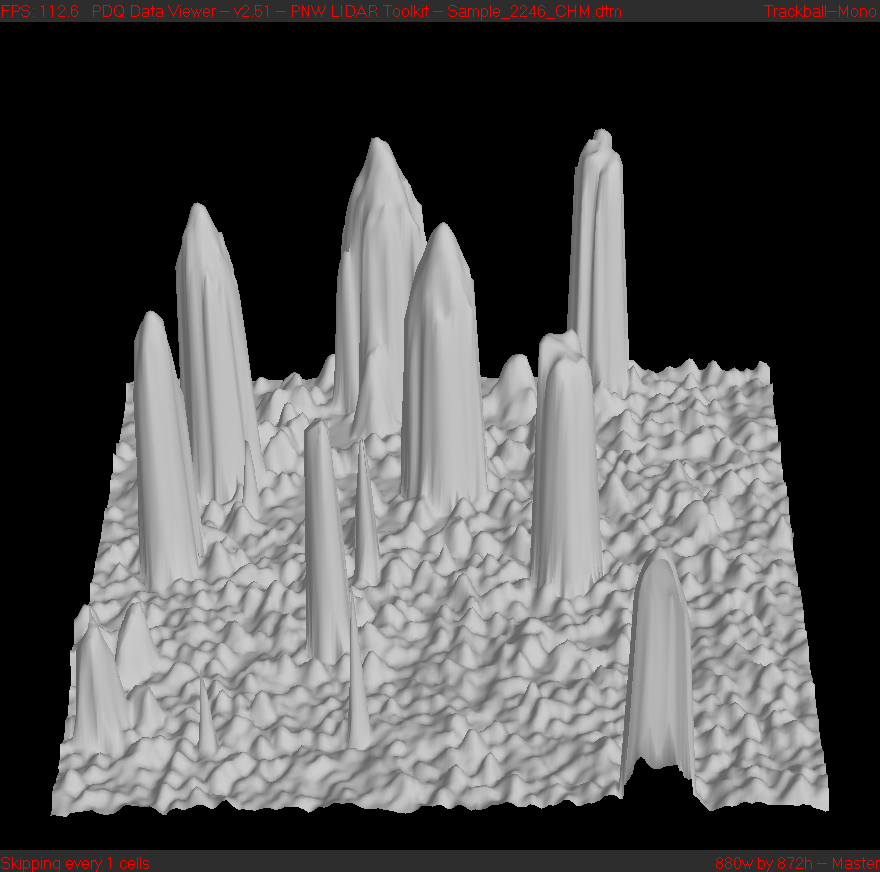 FPS: 112.6 PDQ Data Viewer - v2.51 - PNW LIDAR Toolkit - Sample_2246_CHM.dtm Trackball-Mono
Skipping every 1 cells 880w by 872h - Master